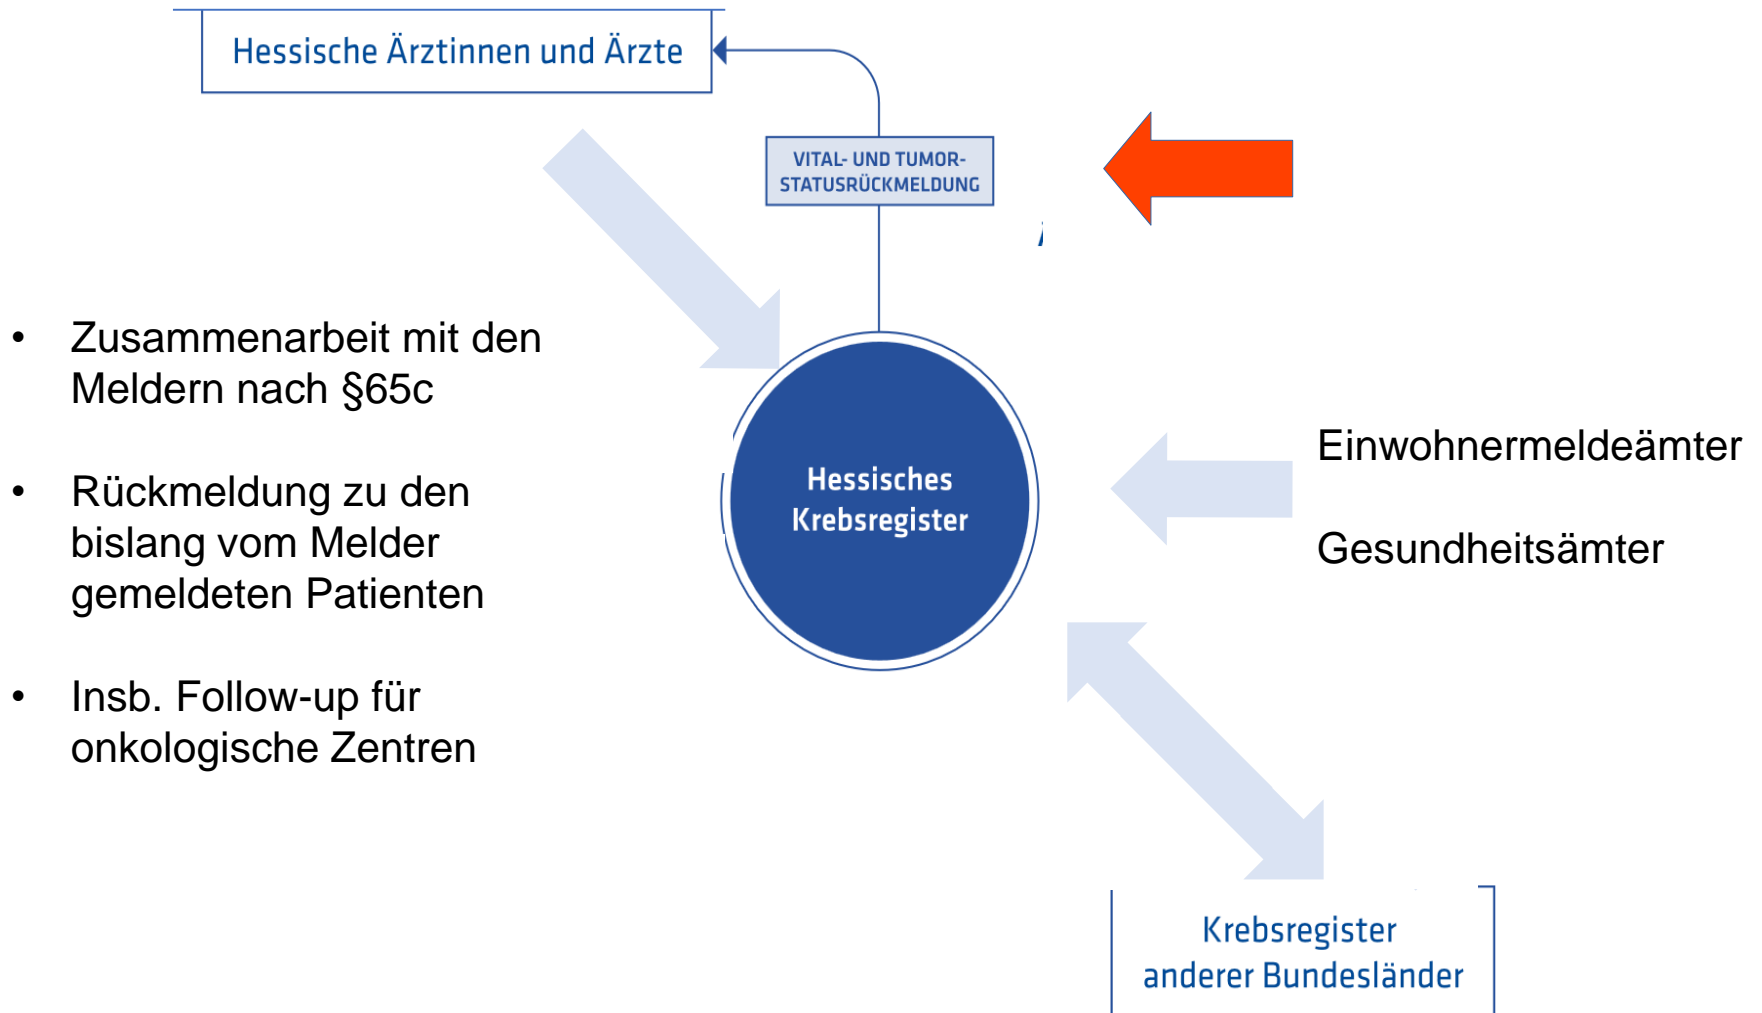 Hessische Ärztinnen und Ärzte
VITAL- UND TUMOR-
STATUSRÜCKMELDUNG
• Zusammenarbeit mit den
Meldern nach §65c
• Rückmeldung zu den
bislang vom Melder
gemeldeten Patienten
• Insb. Follow-up für
onkologische Zentren
Hessisches
Krebsregister
Einwohnermeldeämter
Gesundheitsämter
Krebsregister
anderer Bundesländer